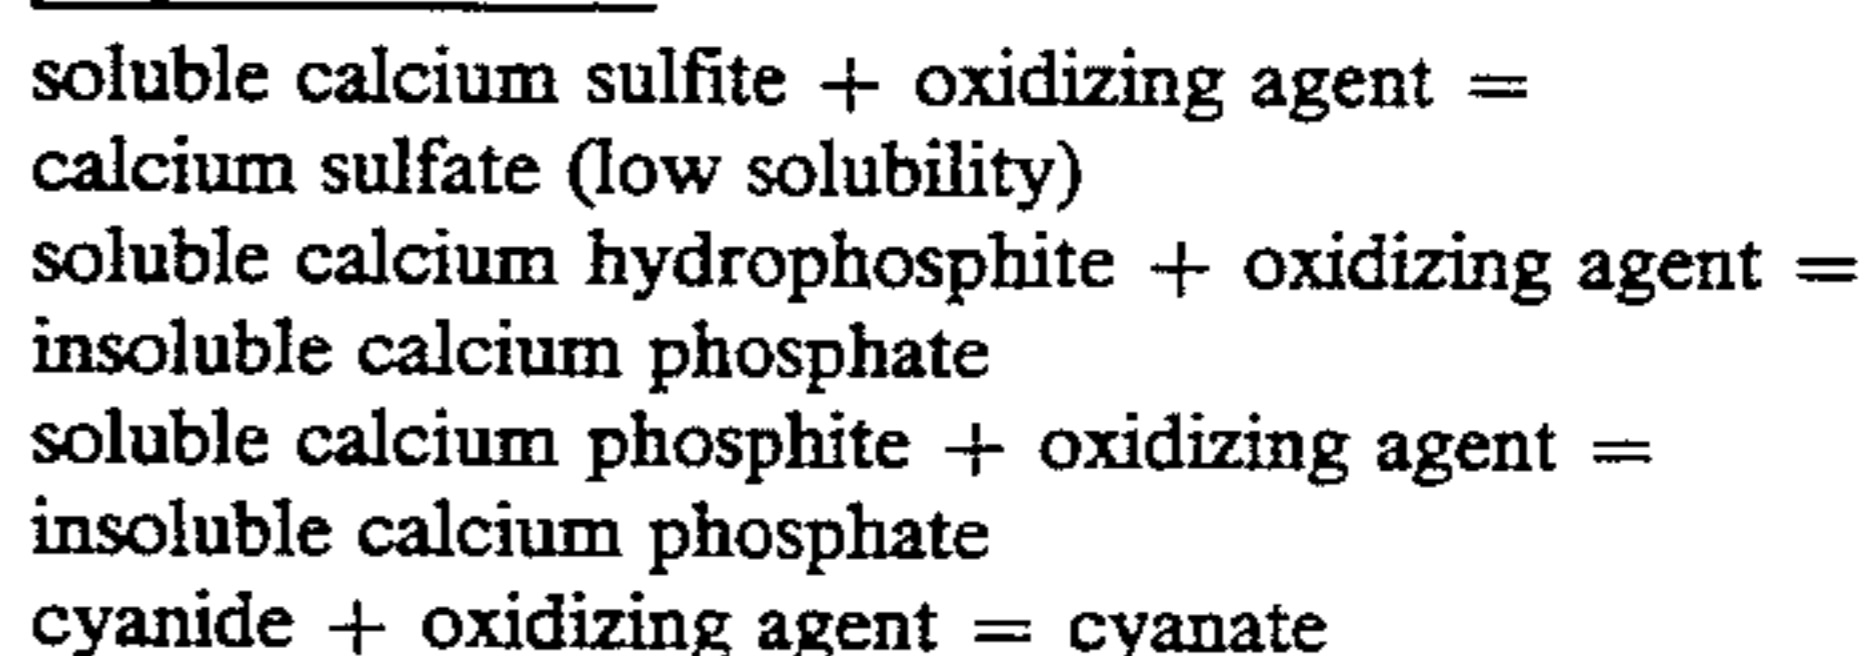 soluble calcium sulfite + oxidizing agent =
calcium sulfate (low solubility)
soluble calcium hydrophosphite + oxidizing agent =
insoluble calcium phosphate
soluble calcium phosphite + oxidizing agent =
insoluble calcium phosphate
cyanide + oxidizing agent = cyanate